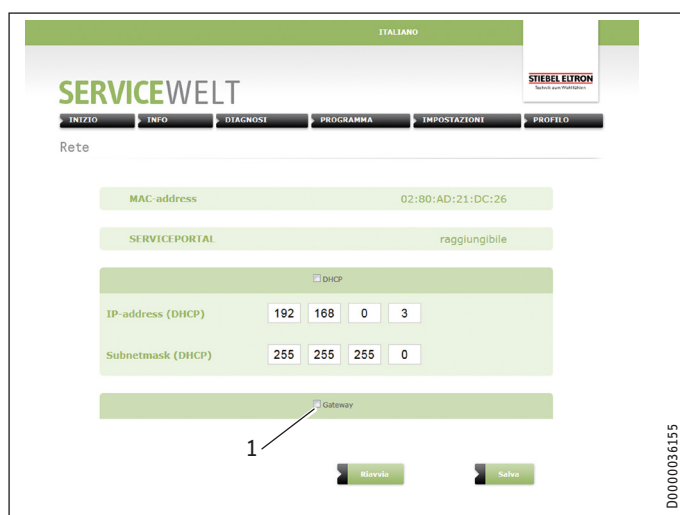 ITALIANO
SERVICEWELT
STIEBEL ELTRON
Technik zum Wohlfühlen
INIZIO INFO DIAGNOSI PROGRAMMA IMPOSTAZIONI PROFILO
Rete
MAC-address 02:80:AD:21:DC:26
SERVICEPORTAL raggiungibile
DHCP
IP-address (DHCP) 192 168 0 3
Subnetmask (DHCP) 255 255 255 0
Gateway
1
Riavvia Salva
D0000036155